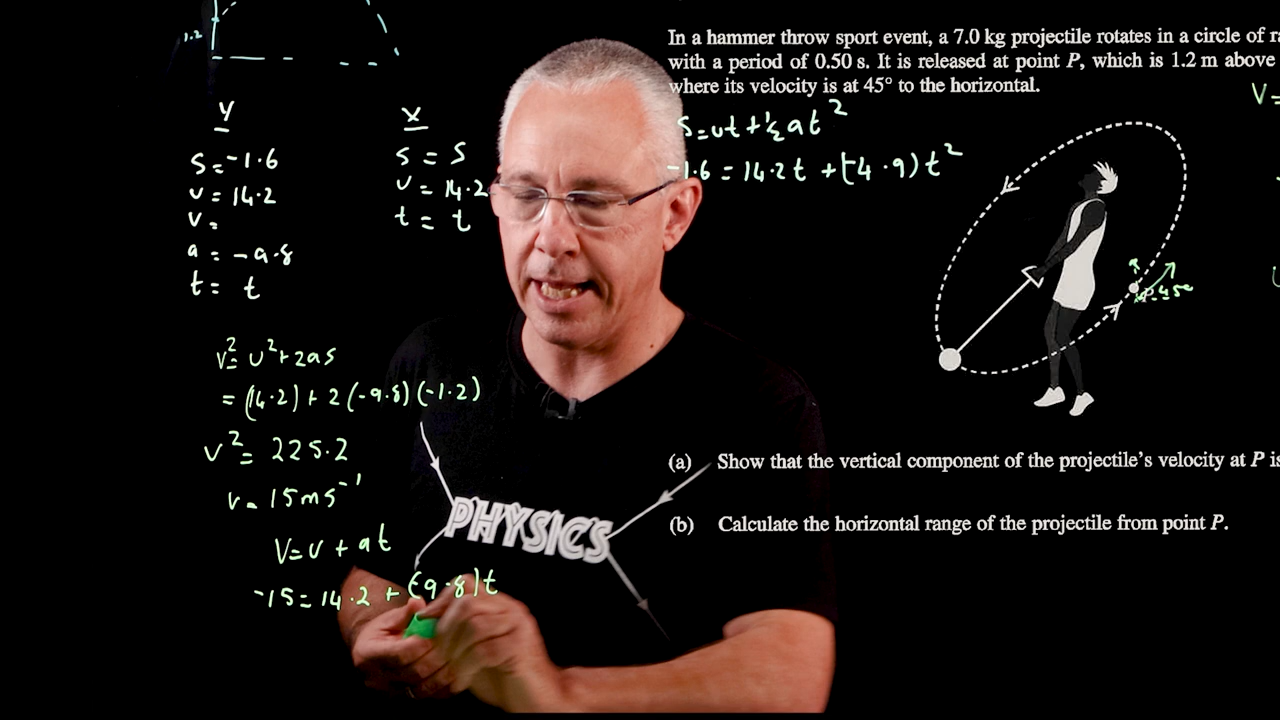 1.2
In a hammer throw sport event, a 7.0 kg projectile rotates in a circle of
with a period of 0.50 s. It is released at point P, which is 1.2 m above
where its velocity is at 45° to the horizontal.
V=
y
s=-1.6
u=14.2
v=
a=-9.8
t= t
x
s = s
u = 14.2
t = t
s=ut+½at²
-1.6=14.2t+(-4.9)t²
45°
v²=u²+2as
=(14.2)+2(-9.8)(-1.2)
v²=225.2
v=15ms⁻¹
V=u+at
-15=14.2+(-9.8)t
PHYSICS
(a) Show that the vertical component of the projectile's velocity at P is
(b) Calculate the horizontal range of the projectile from point P.